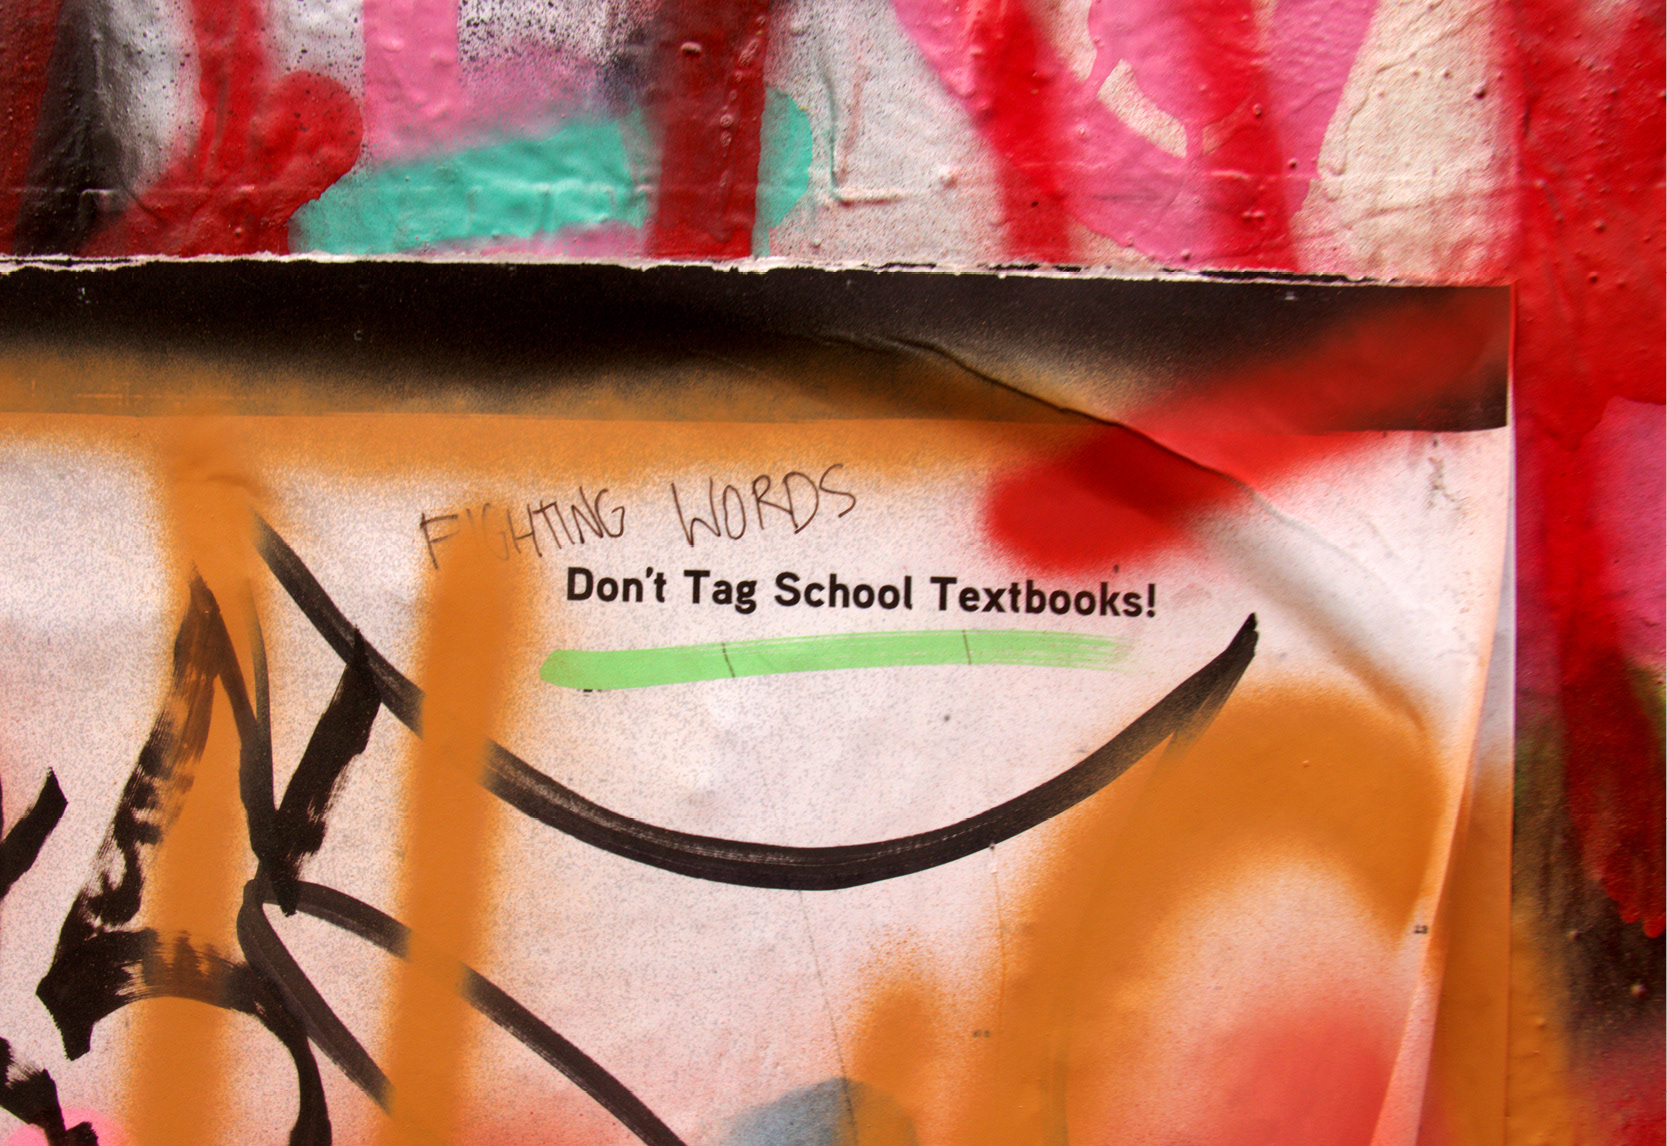 FIGHTING WORDS
Don't Tag School Textbooks!